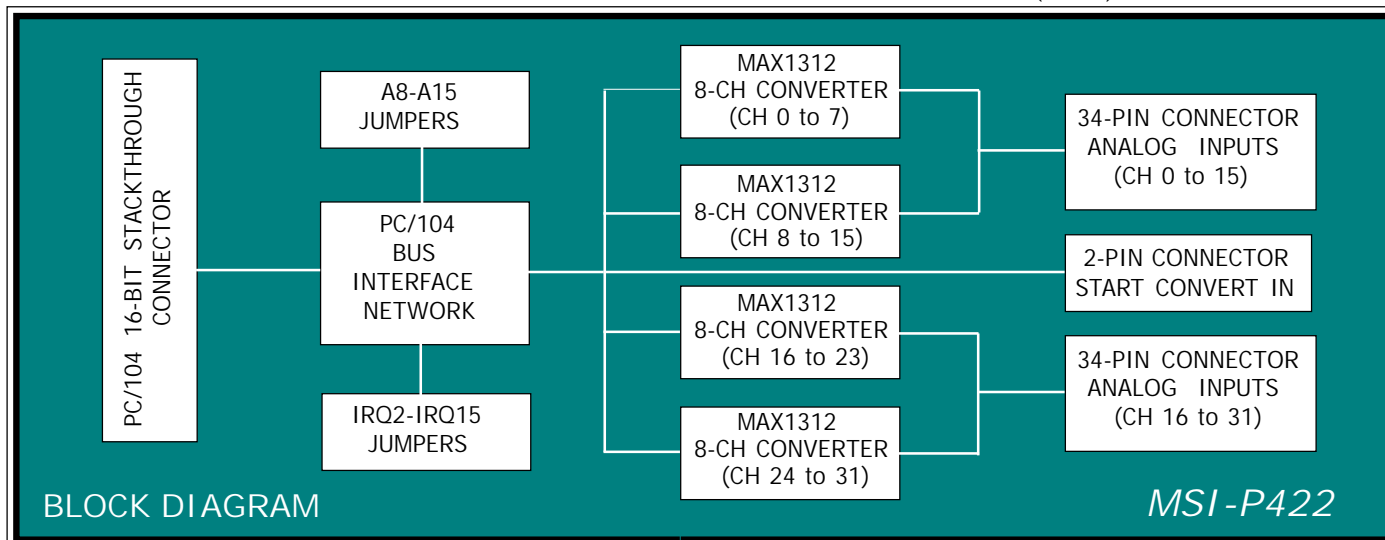 PC/104 16-BIT STACKTHROUGH
CONNECTOR
A8-A15
JUMPERS
PC/104
BUS
INTERFACE
NETWORK
IRQ2-IRQ15
JUMPERS
MAX1312
8-CH CONVERTER
(CH 0 to 7)
MAX1312
8-CH CONVERTER
(CH 8 to 15)
MAX1312
8-CH CONVERTER
(CH 16 to 23)
MAX1312
8-CH CONVERTER
(CH 24 to 31)
34-PIN CONNECTOR
ANALOG INPUTS
(CH 0 to 15)
2-PIN CONNECTOR
START CONVERT IN
34-PIN CONNECTOR
ANALOG INPUTS
(CH 16 to 31)
BLOCK DIAGRAM
MSI-P422